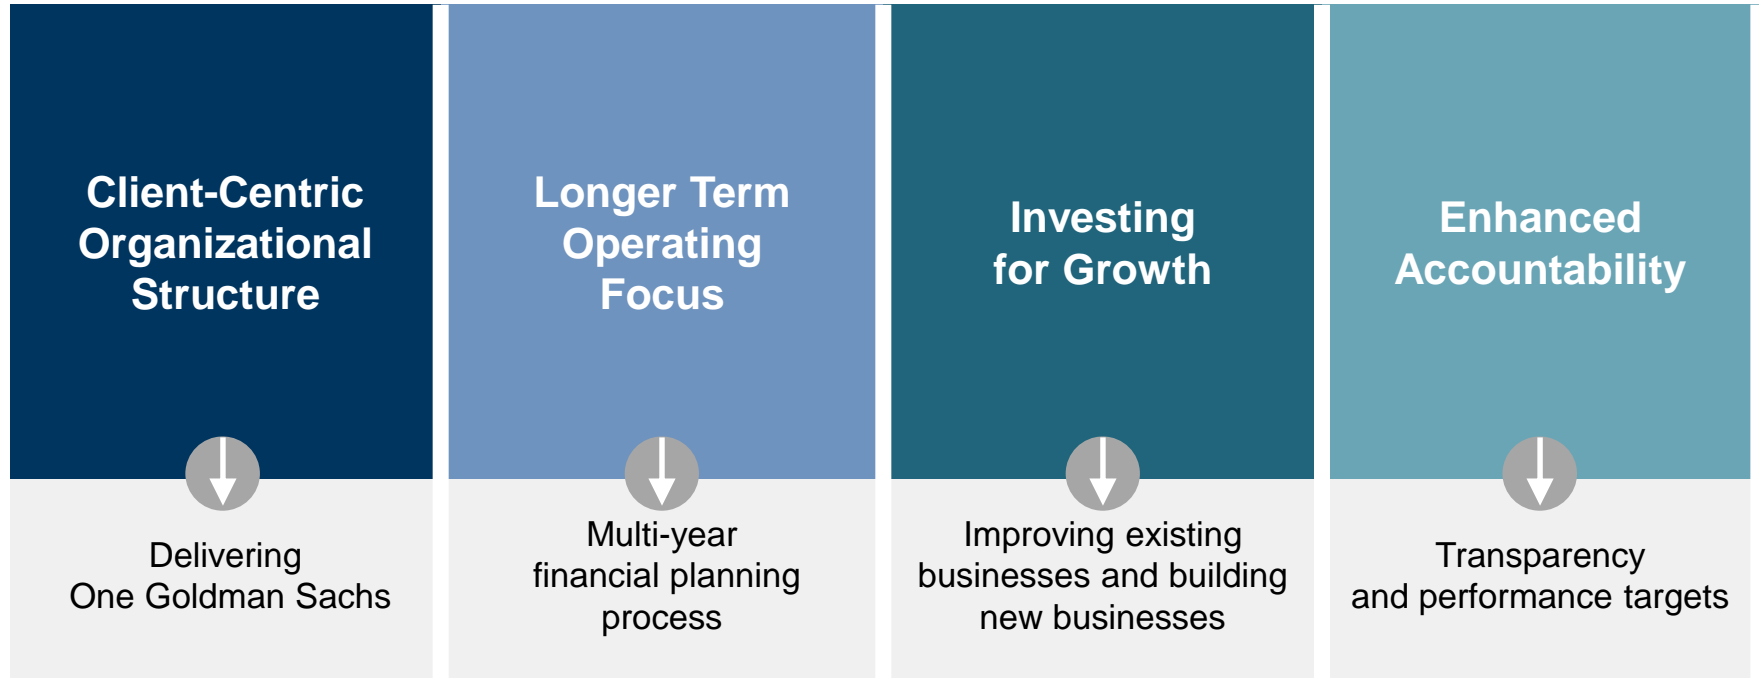 Client-Centric
Organizational
Structure
Delivering
One Goldman Sachs
Longer Term
Operating
Focus
Multi-year
financial planning
process
Investing
for Growth
Improving existing
businesses and building
new businesses
Enhanced
Accountability
Transparency
and performance targets